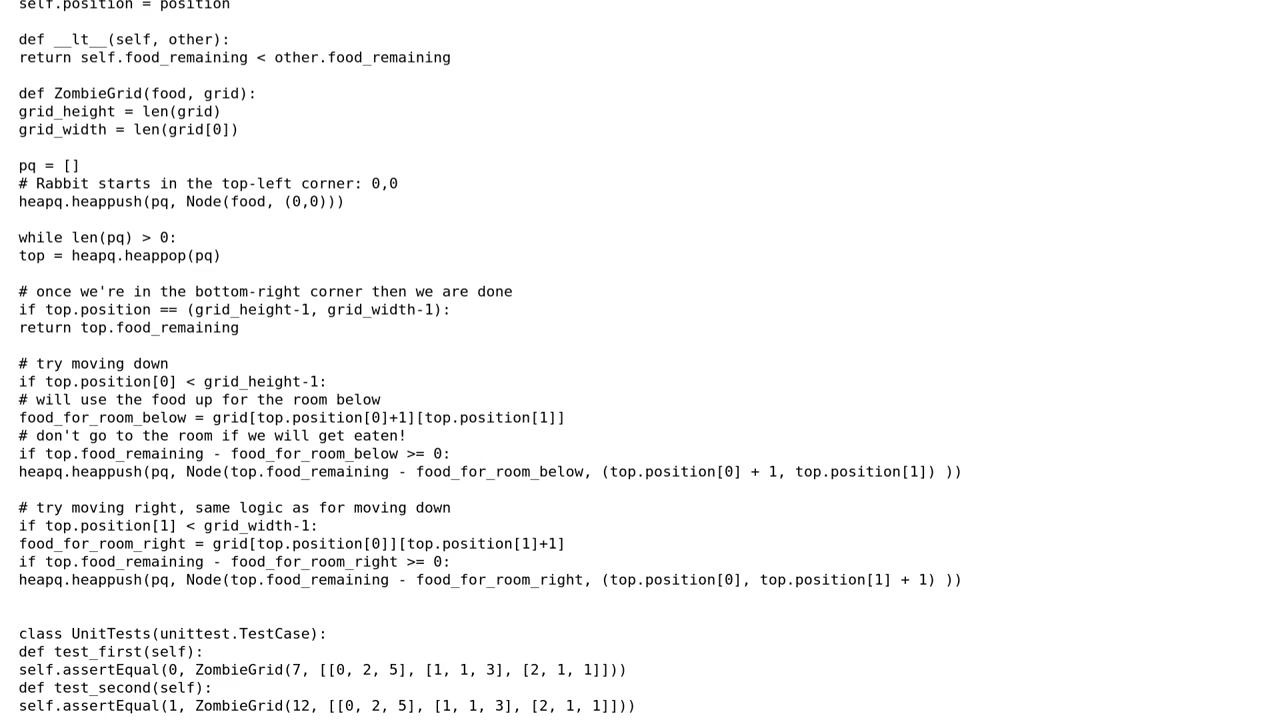 self.position = position
def __lt__(self, other):
return self.food_remaining < other.food_remaining
def ZombieGrid(food, grid):
grid_height = len(grid)
grid_width = len(grid[0])
pq = []
# Rabbit starts in the top-left corner: 0,0
heapq.heappush(pq, Node(food, (0,0)))
while len(pq) > 0:
top = heapq.heappop(pq)
# once we're in the bottom-right corner then we are done
if top.position == (grid_height-1, grid_width-1):
return top.food_remaining
# try moving down
if top.position[0] < grid_height-1:
# will use the food up for the room below
food_for_room_below = grid[top.position[0]+1][top.position[1]]
# don't go to the room if we will get eaten!
if top.food_remaining - food_for_room_below >= 0:
heapq.heappush(pq, Node(top.food_remaining - food_for_room_below, (top.position[0] + 1, top.position[1]) ))
# try moving right, same logic as for moving down
if top.position[1] < grid_width-1:
food_for_room_right = grid[top.position[0]][top.position[1]+1]
if top.food_remaining - food_for_room_right >= 0:
heapq.heappush(pq, Node(top.food_remaining - food_for_room_right, (top.position[0], top.position[1] + 1) ))
class UnitTests(unittest.TestCase):
def test_first(self):
self.assertEqual(0, ZombieGrid(7, [[0, 2, 5], [1, 1, 3], [2, 1, 1]]))
def test_second(self):
self.assertEqual(1, ZombieGrid(12, [[0, 2, 5], [1, 1, 3], [2, 1, 1]]))